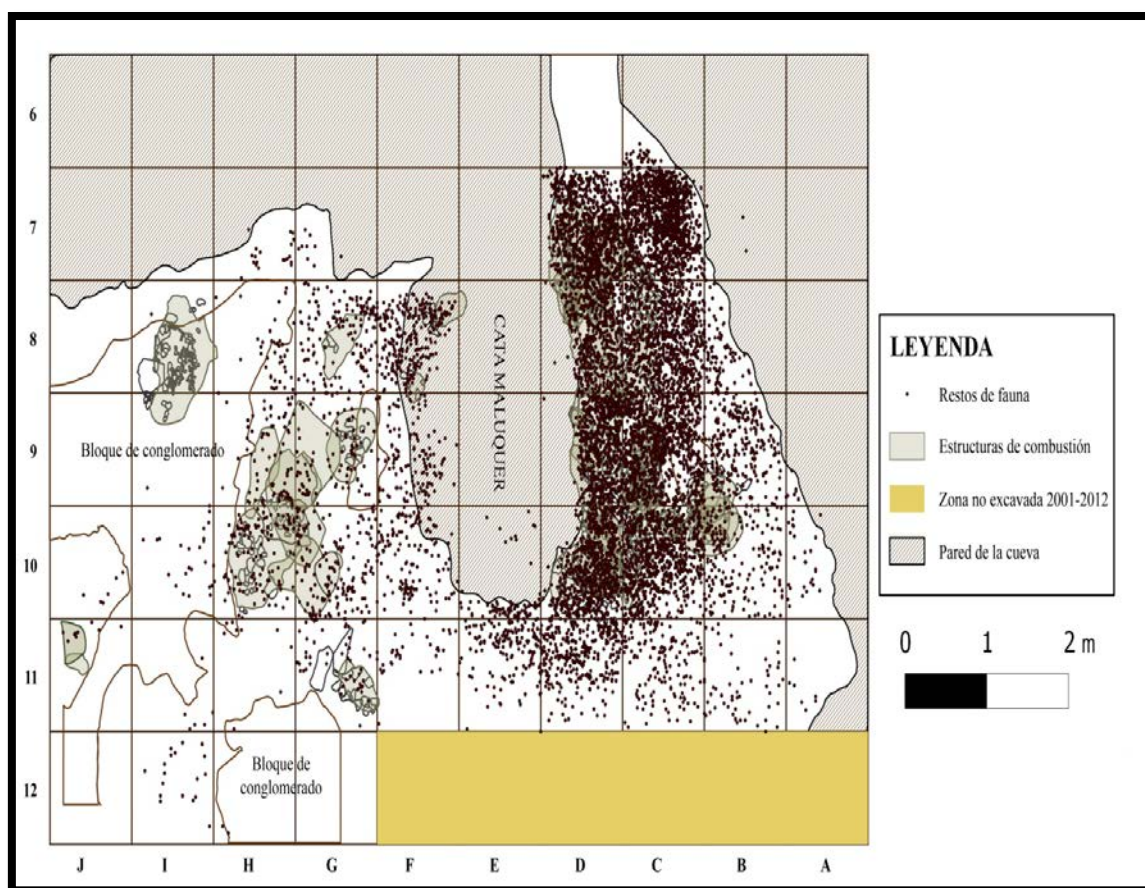 6
7
8
9
10
11
12
J I H G F E D C B A
CATA MALUQUER
Bloque de conglomerado
Bloque de
conglomerado
LEYENDA
Restos de fauna
Estructuras de combustión
Zona no excavada 2001-2012
Pared de la cueva
0 1 2 m